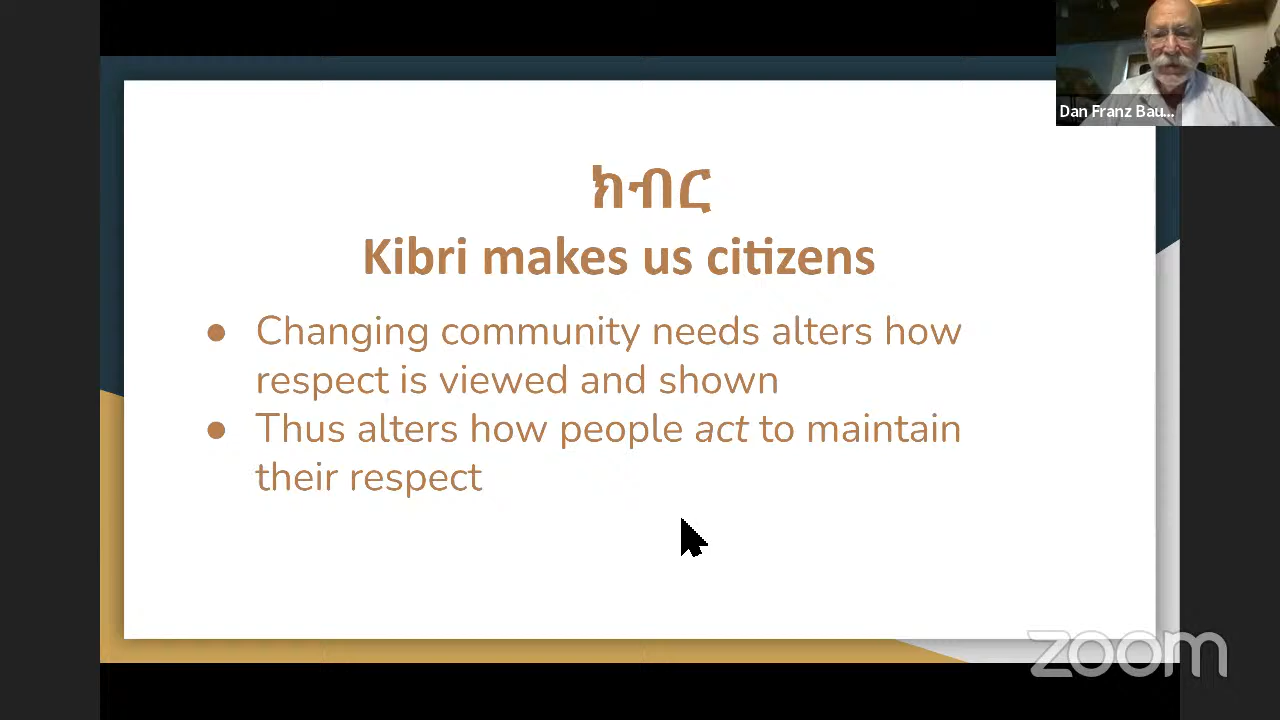 Dan Franz Bau...
ክብር
Kibri makes us citizens
● Changing community needs alters how
respect is viewed and shown
● Thus alters how people act to maintain
their respect
zoom